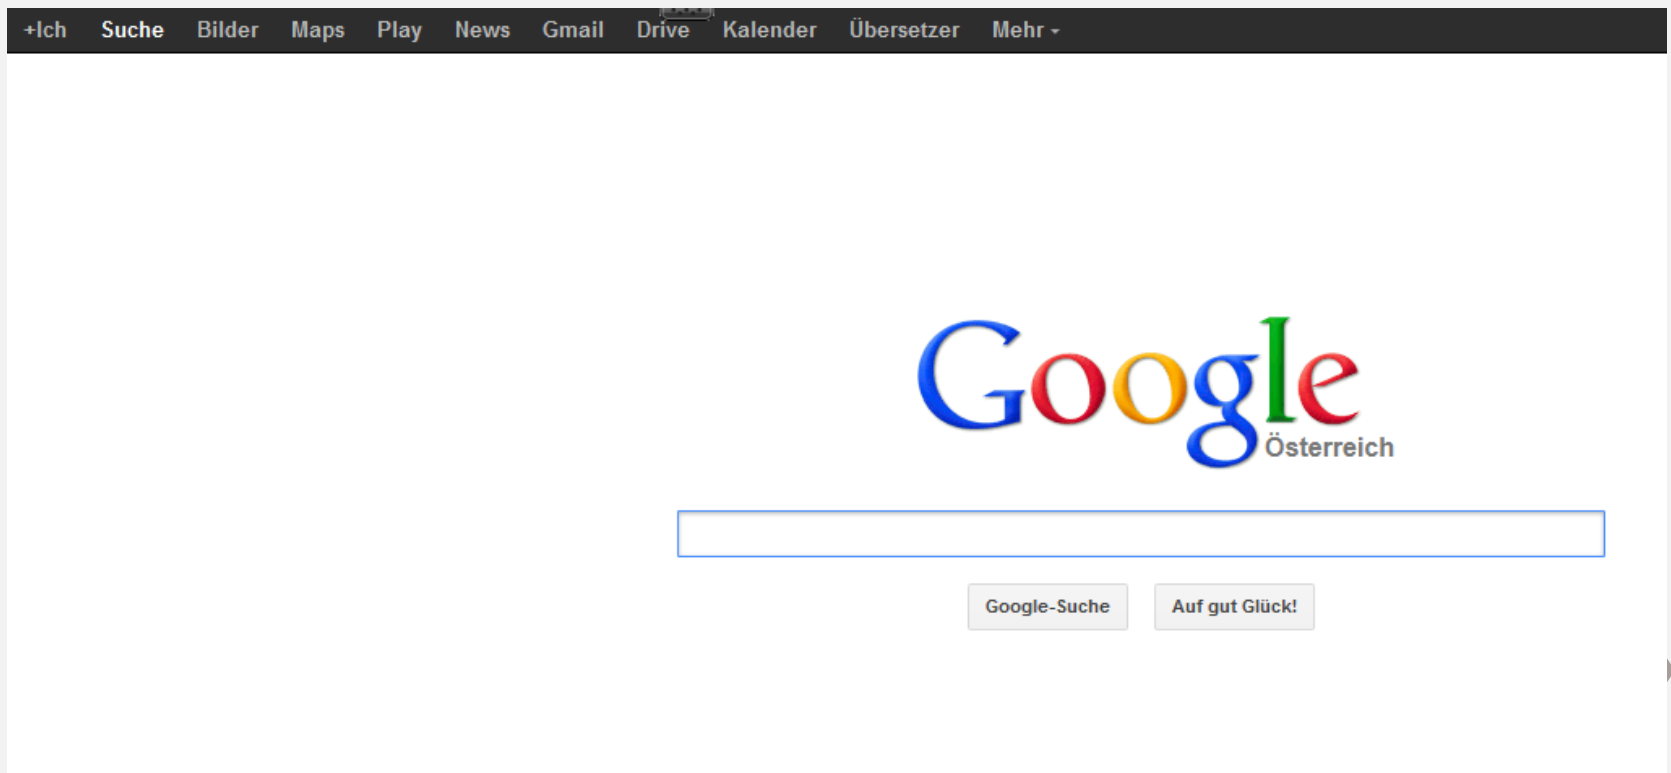 +Ich Suche Bilder Maps Play News Gmail Drive Kalender Übersetzer Mehr
Google
Österreich
Google-Suche Auf gut Glück!